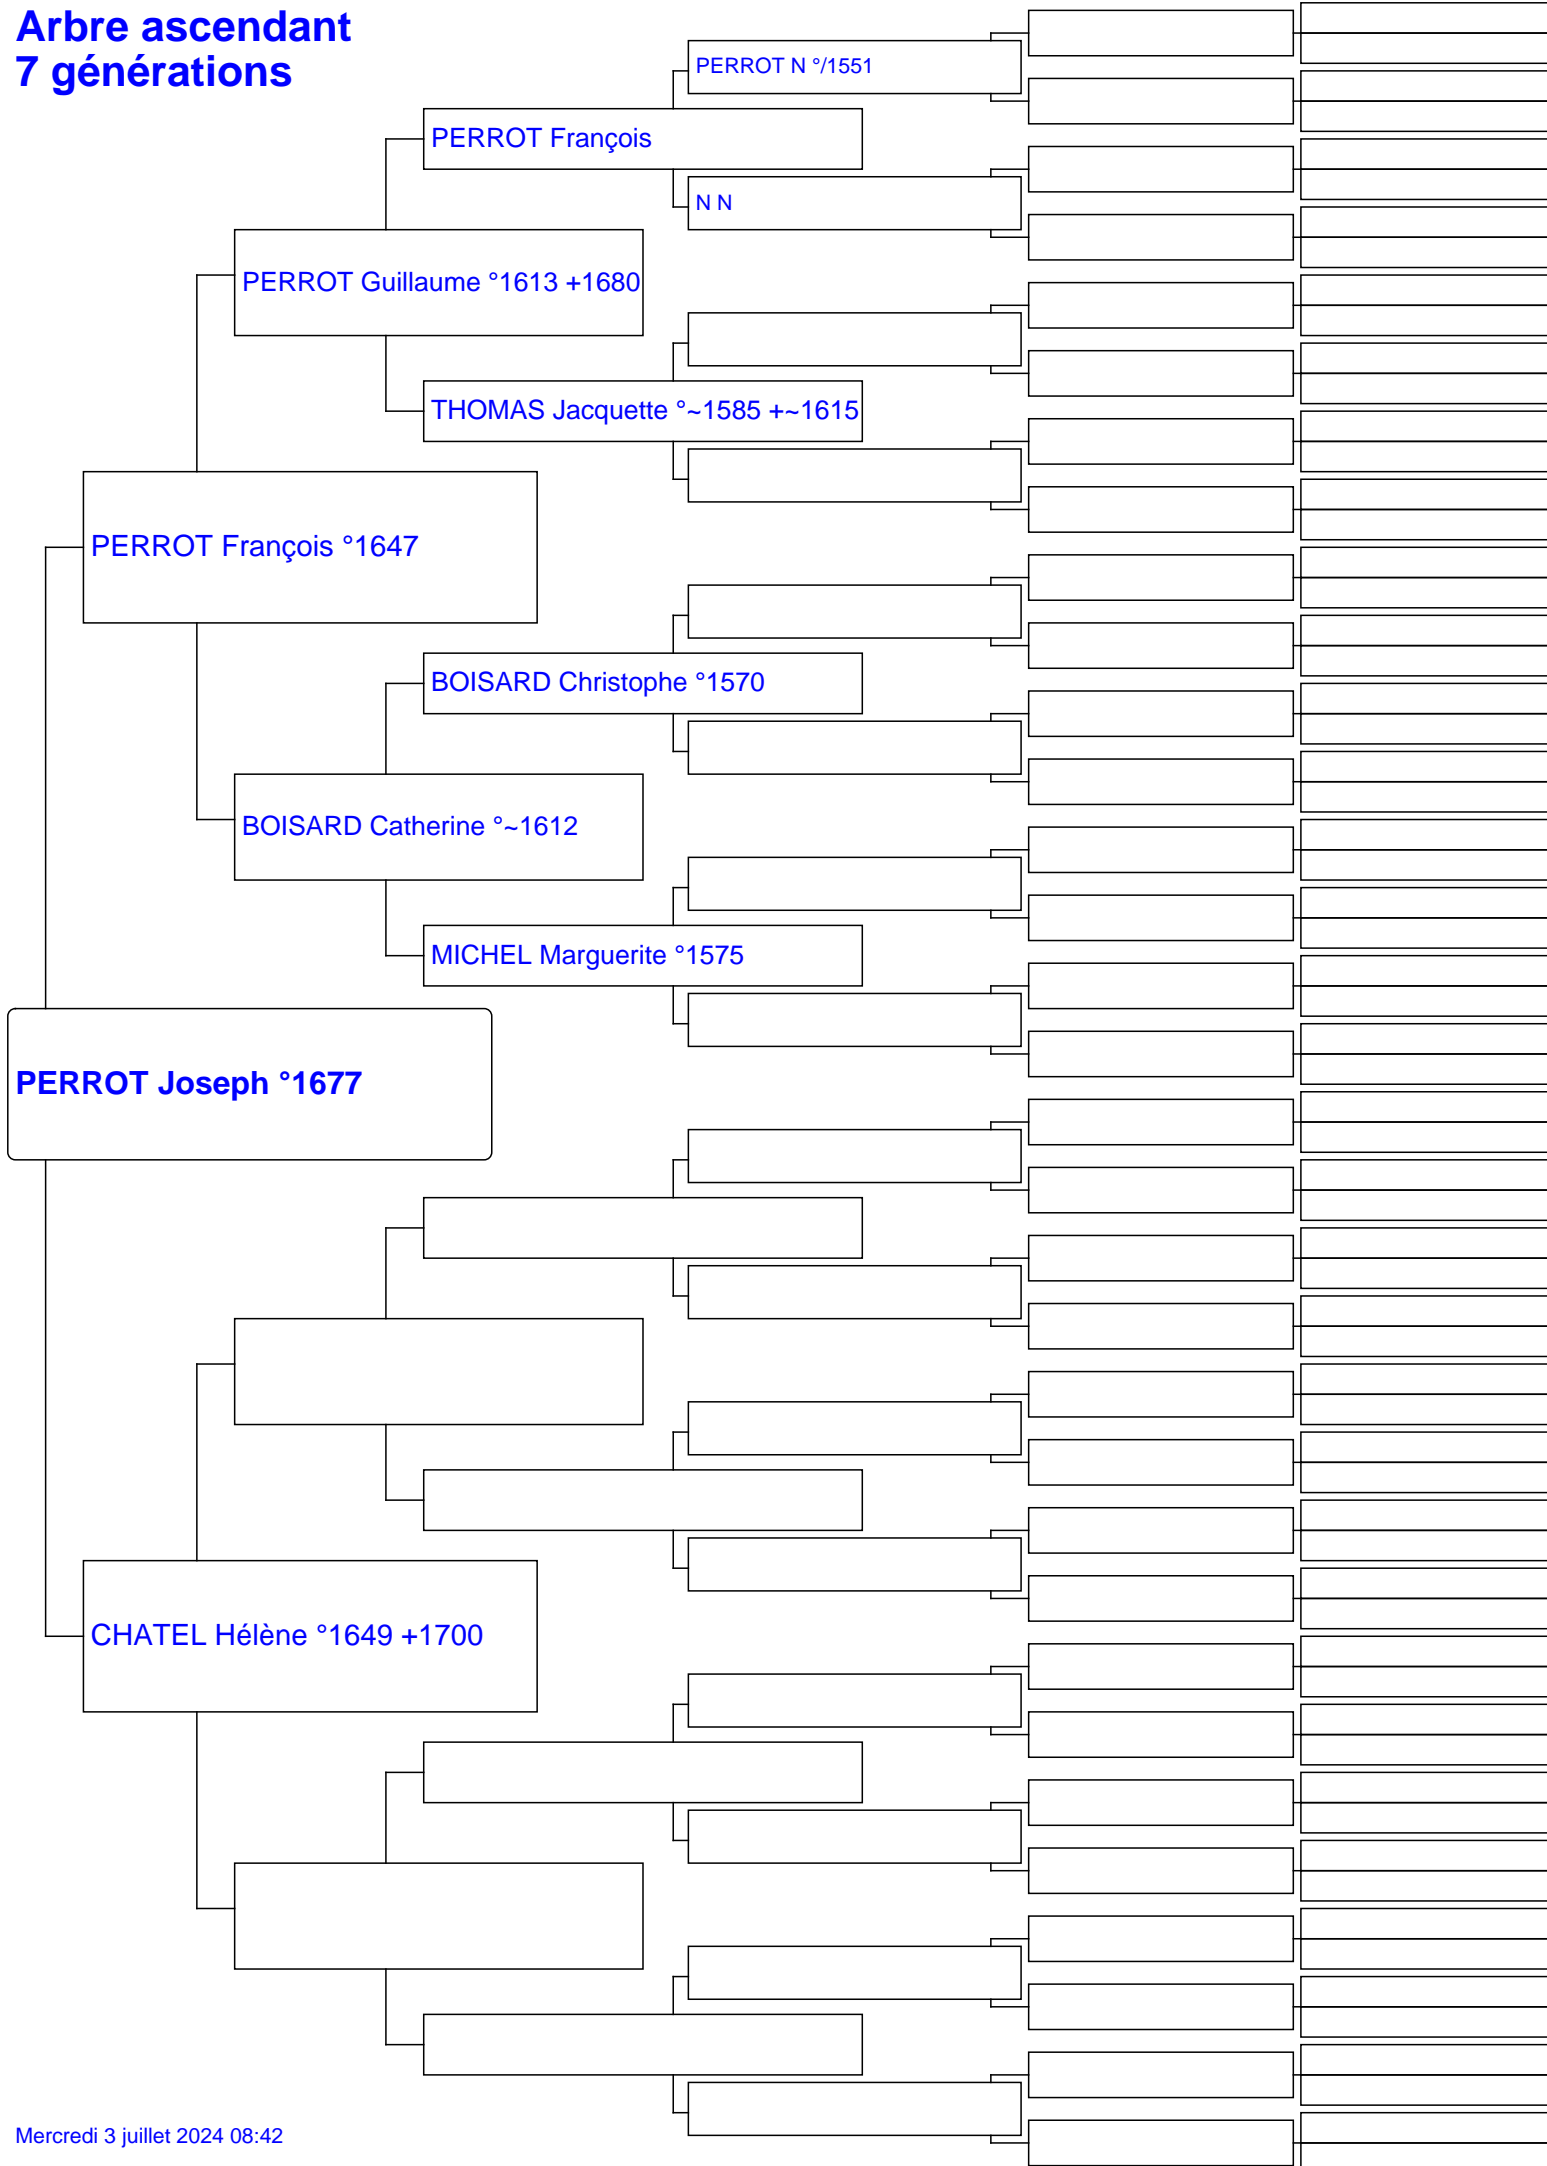 Arbre ascendant
7 générations
PERROT N °/1551
PERROT François
N N
PERROT Guillaume °1613 +1680
THOMAS Jacquette °~1585 +~1615
PERROT François °1647
BOISARD Christophe °1570
BOISARD Catherine °~1612
MICHEL Marguerite °1575
PERROT Joseph °1677
CHATEL Hélène °1649 +1700
Mercredi 3 juillet 2024 08:42